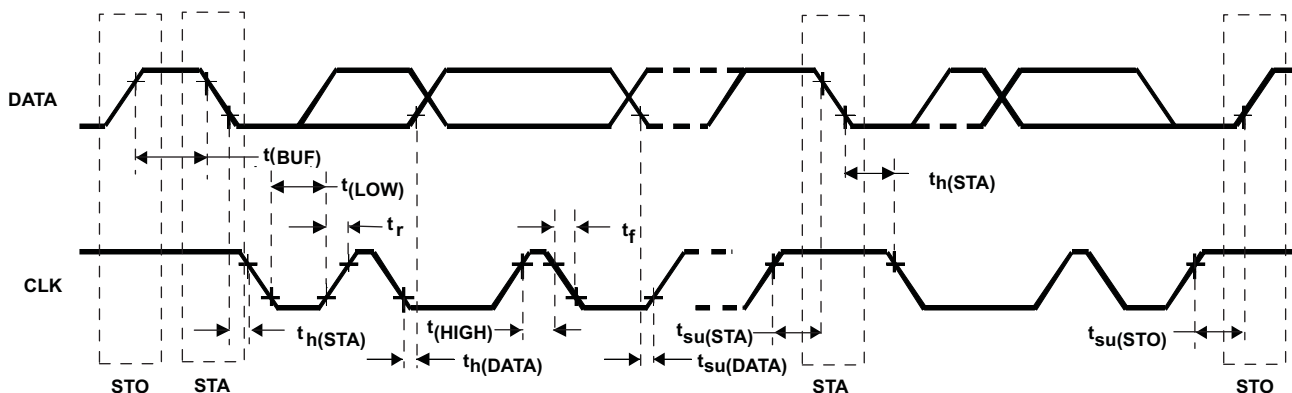 DATA
t(BUF)
t(LOW)
th(STA)
tr
tf
CLK
th(STA)
t(HIGH)
tsu(STA)
tsu(STO)
th(DATA)
tsu(DATA)
STO
STA
STA
STO